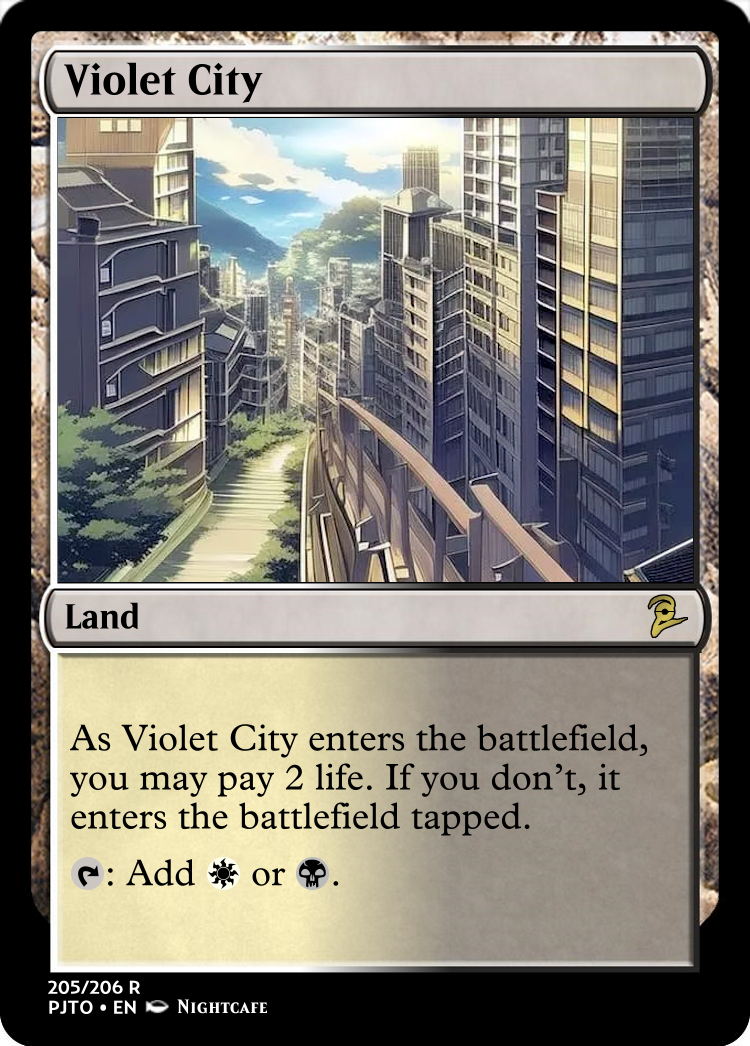 Violet City
Land
As Violet City enters the battlefield,
you may pay 2 life. If you don't, it
enters the battlefield tapped.
: Add or .
205/206 R
PJTO • EN Nightcafe